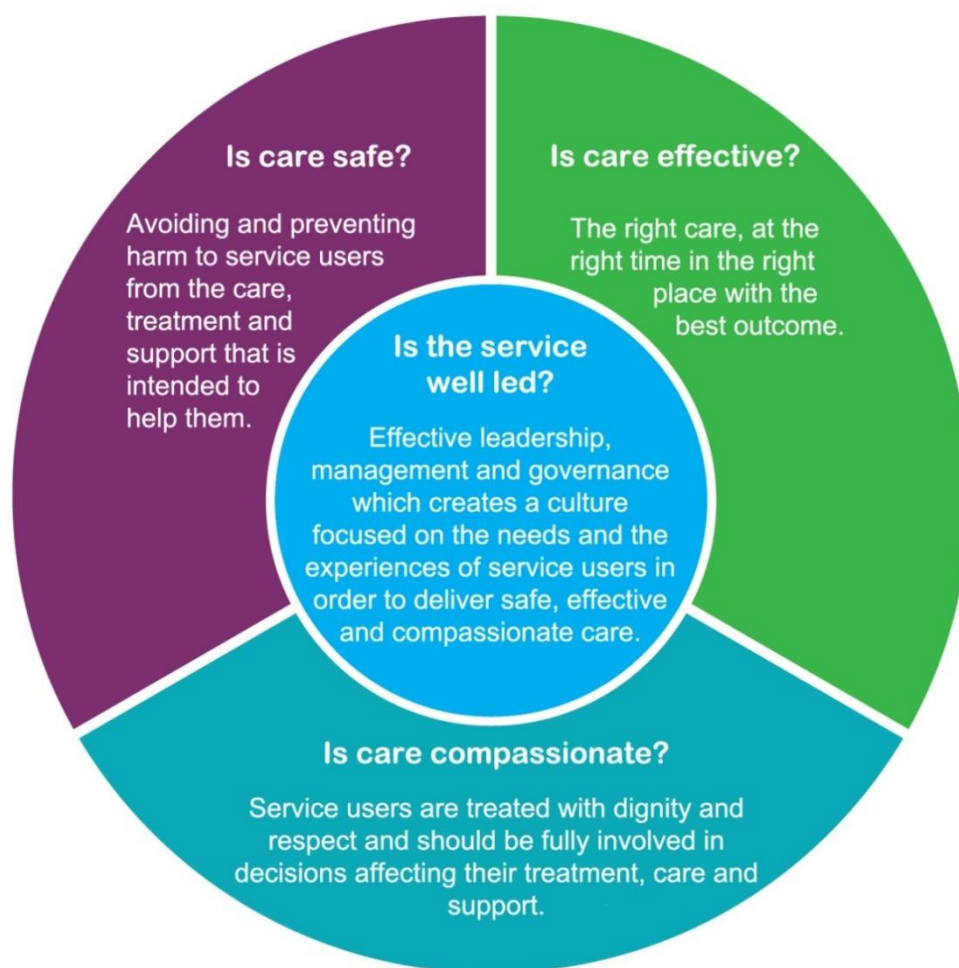 Is care safe?
Avoiding and preventing
harm to service users
from the care,
treatment and
support that is
intended to
help them.
Is care effective?
The right care, at the
right time in the right
place with the
best outcome.
Is the service
well led?
Effective leadership,
management and governance
which creates a culture
focused on the needs and the
experiences of service users in
order to deliver safe, effective
and compassionate care.
Is care compassionate?
Service users are treated with dignity and
respect and should be fully involved in
decisions affecting their treatment, care and
support.